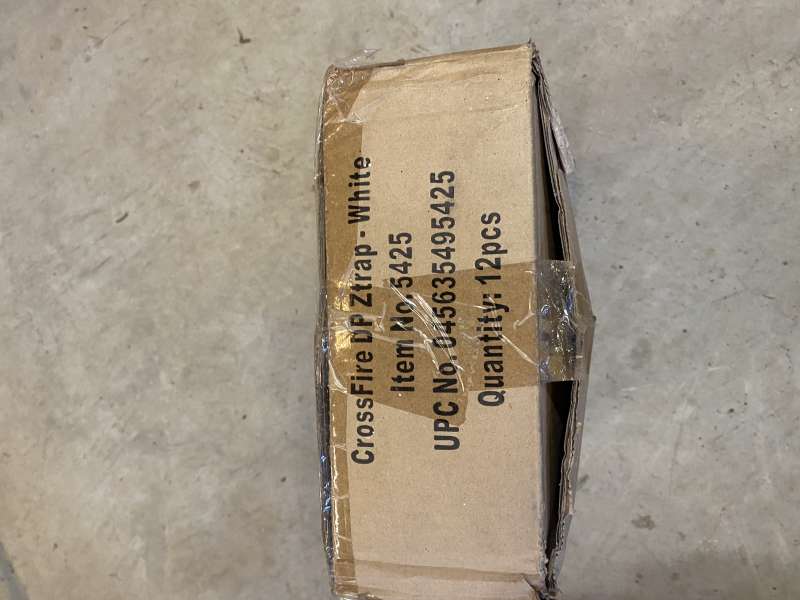 CrossFire DP Ztrap - White
Item No: 5425
UPC No: 045635495425
Quantity: 12pcs